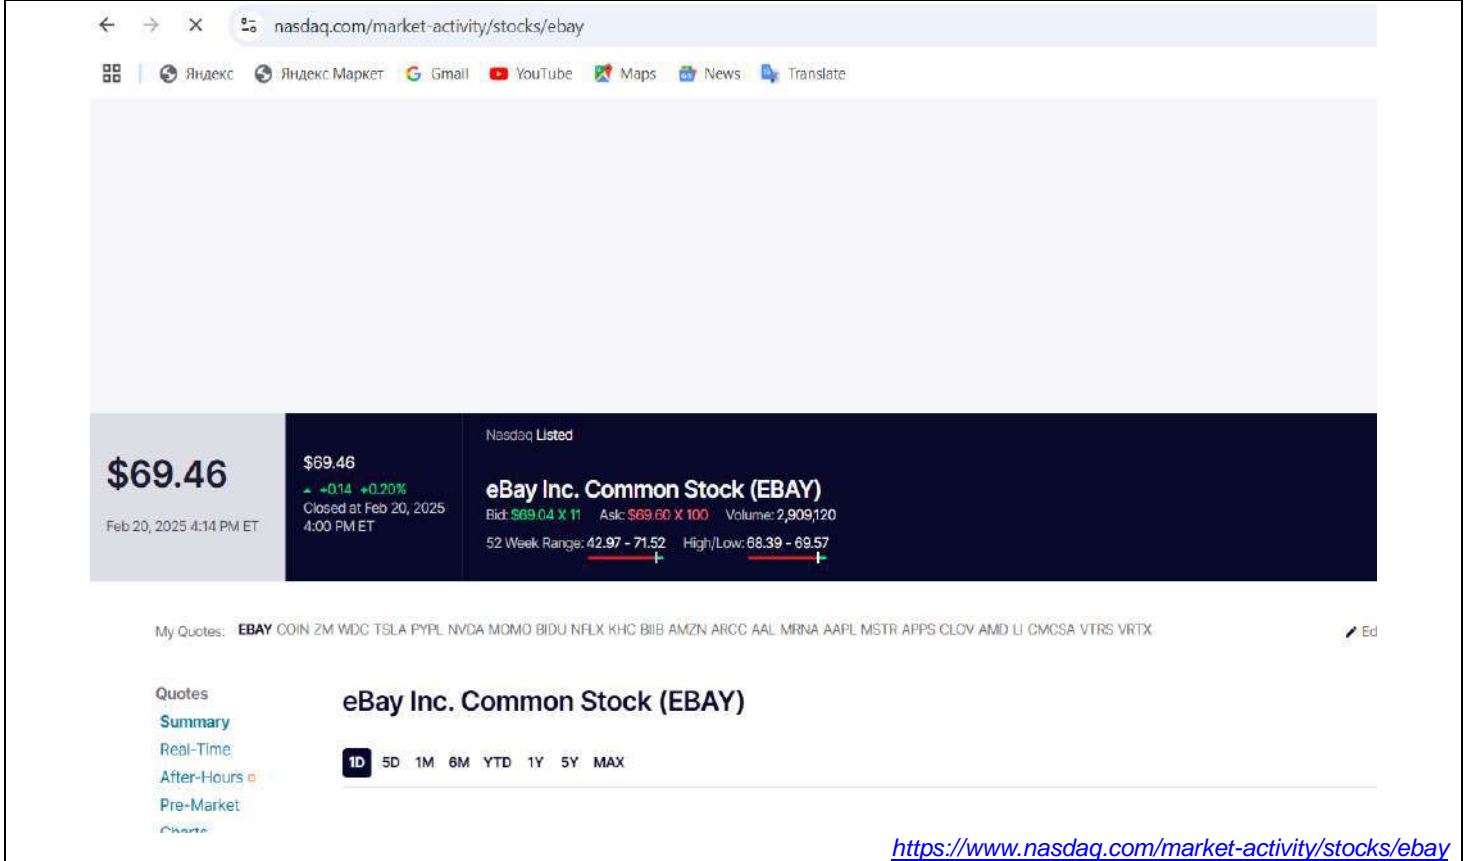 nasdaq.com/market-activity/stocks/ebay
Яндекс Яндекс Маркет Gmail YouTube Maps News Translate
Nasdaq Listed
$69.46
Feb 20, 2025 4:14 PM ET
$69.46
+0.14 +0.20%
Closed at Feb 20, 2025
4:00 PM ET
eBay Inc. Common Stock (EBAY)
Bid: $69.04 X 11 Ask: $69.60 X 100 Volume: 2,909,120
52 Week Range: 42.97 - 71.52 High/Low: 68.39 - 69.57
My Quotes: EBAY COIN ZM WDC TSLA PYPL NVDA MOMO BIDU NFLX KHC BIIB AMZN ARCC AAL MRNA AAPL MSTR APPS CLOV AMD LI CMCSA VTRS VRTX
Ed
Quotes
Summary
Real-Time
After-Hours
Pre-Market
Charts
eBay Inc. Common Stock (EBAY)
1D 5D 1M 6M YTD 1Y 5Y MAX
https://www.nasdaq.com/market-activity/stocks/ebay